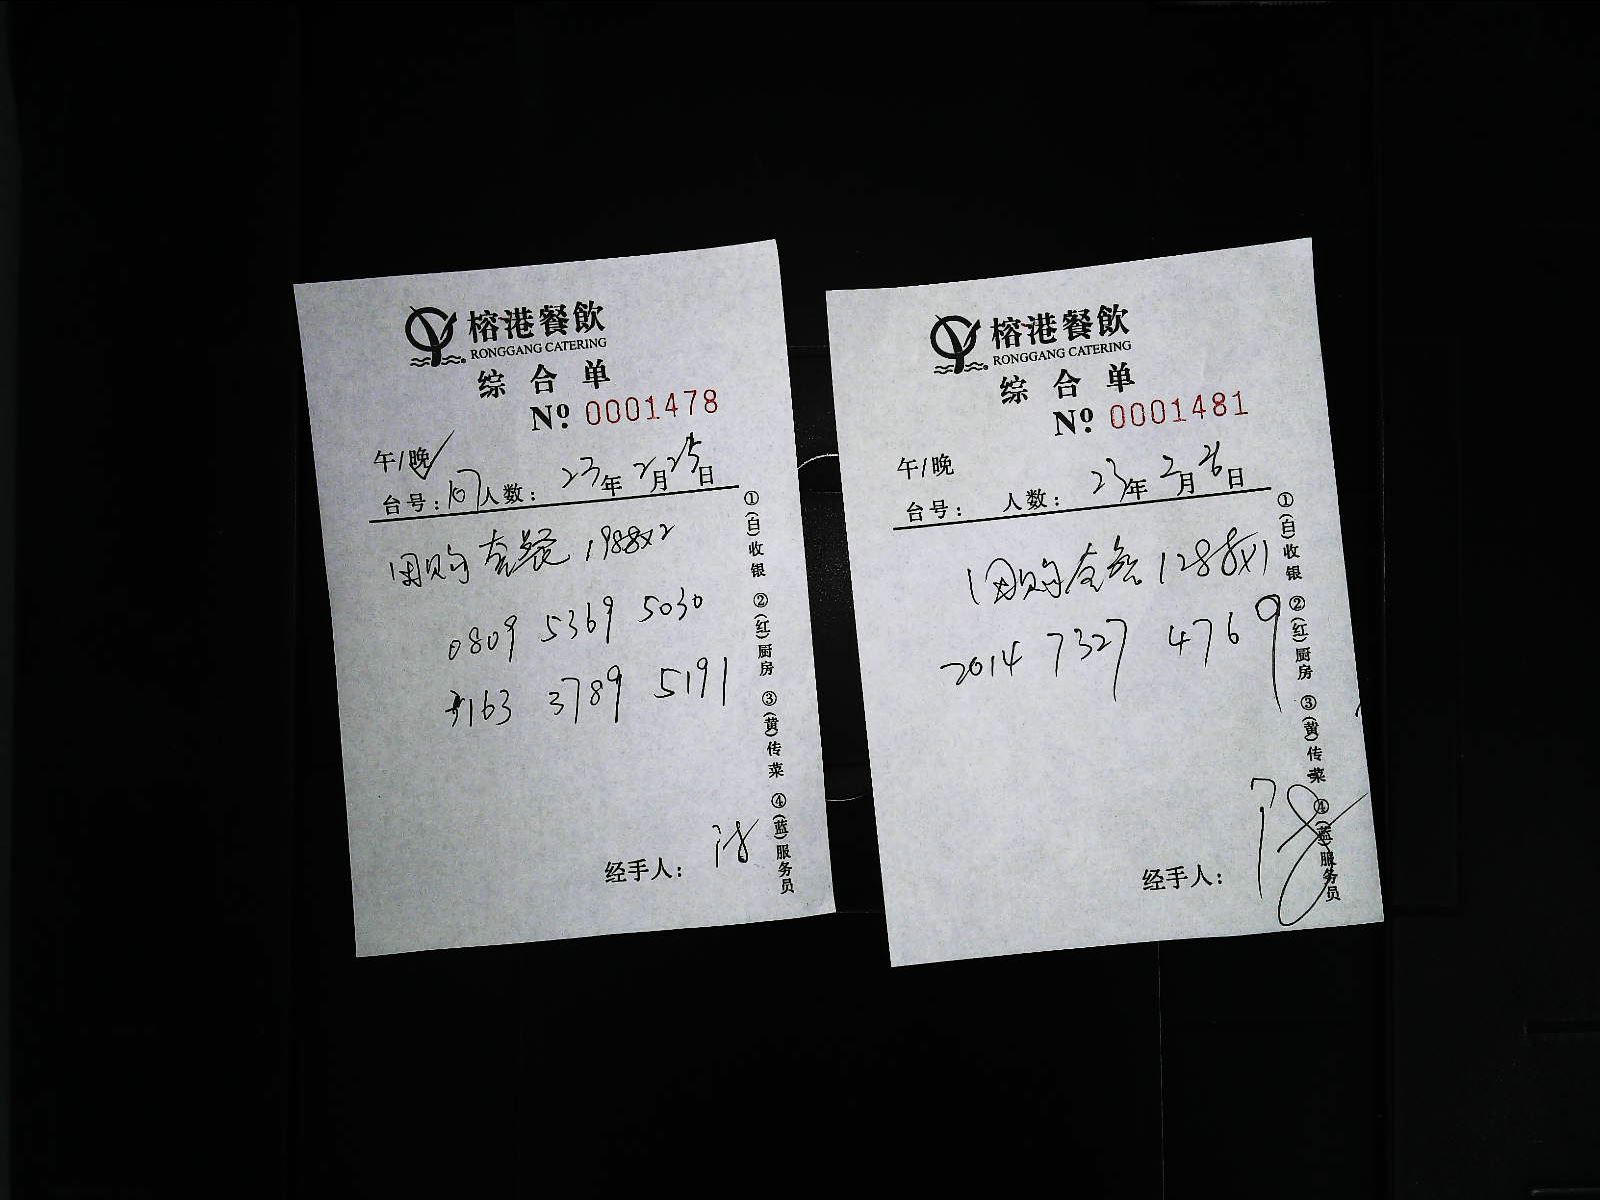 榕港餐飲
RONGGANG CATERING
综合单
Nº 0001478
午/晚
台号：107 人数： 23年2月25日
团购套餐 1988x2
0809 5369 5030
163 3789 5191
经手人：
①(白)收银 ②(红)厨房 ③(黄)传菜 ④(蓝)服务员
榕港餐飲
RONGGANG CATERING
综合单
Nº 0001481
午/晚
台号： 人数： 23年2月26日
团购套餐 1288x1
2014 7327 4769
经手人：
①(白)收银 ②(红)厨房 ③(黄)传菜 ④(蓝)服务员